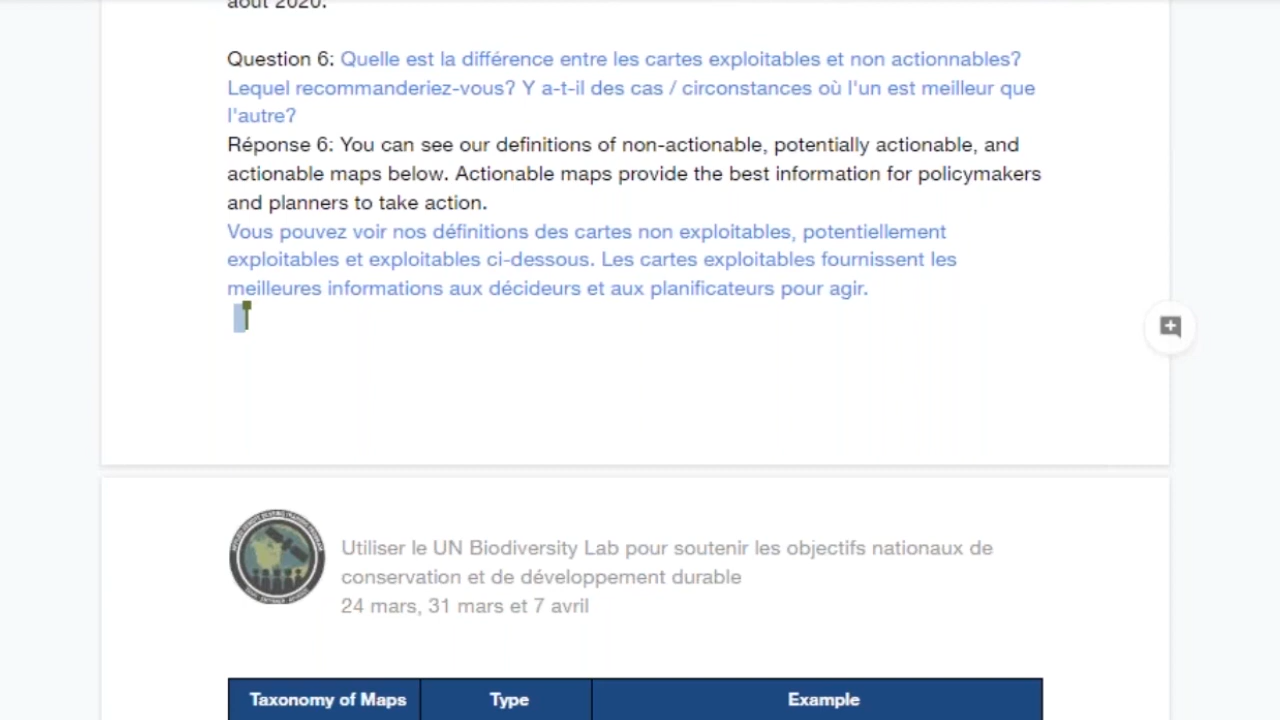 août 2020.
Question 6: Quelle est la différence entre les cartes exploitables et non actionnables?
Lequel recommanderiez-vous? Y a-t-il des cas / circonstances où l'un est meilleur que
l'autre?
Réponse 6: You can see our definitions of non-actionable, potentially actionable, and
actionable maps below. Actionable maps provide the best information for policymakers
and planners to take action.
Vous pouvez voir nos définitions des cartes non exploitables, potentiellement
exploitables et exploitables ci-dessous. Les cartes exploitables fournissent les
meilleures informations aux décideurs et aux planificateurs pour agir.
Utiliser le UN Biodiversity Lab pour soutenir les objectifs nationaux de
conservation et de développement durable
24 mars, 31 mars et 7 avril
Taxonomy of Maps Type Example